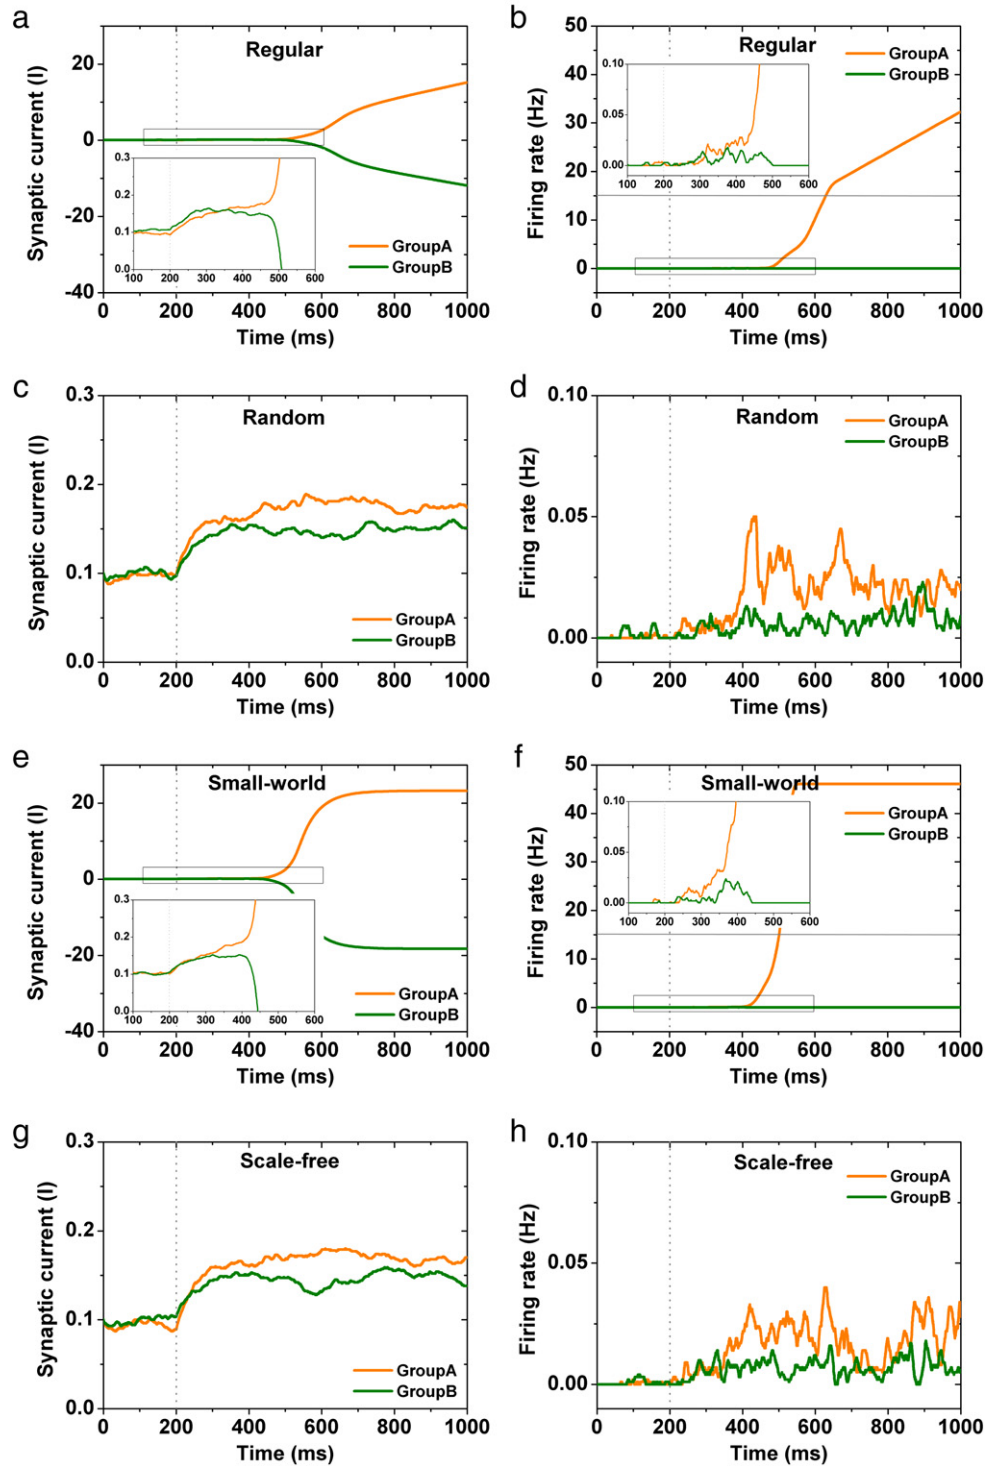 a
Regular
Synaptic current (I)
20
0
-20
-40
0.3
0.2
0.1
0.0
100 200 300 400 500 600
GroupA
GroupB
0 200 400 600 800 1000
Time (ms)
b
Regular
Firing rate (Hz)
50
40
30
20
10
0
0.10
0.05
0.00
100 200 300 400 500 600
GroupA
GroupB
0 200 400 600 800 1000
Time (ms)
c
Random
Synaptic current (I)
0.3
0.2
0.1
0.0
GroupA
GroupB
0 200 400 600 800 1000
Time (ms)
d
Random
Firing rate (Hz)
0.10
0.05
0.00
GroupA
GroupB
0 200 400 600 800 1000
Time (ms)
e
Small-world
Synaptic current (I)
20
0
-20
-40
0.3
0.2
0.1
0.0
100 200 300 400 500 600
GroupA
GroupB
0 200 400 600 800 1000
Time (ms)
f
Small-world
Firing rate (Hz)
50
40
30
20
10
0
0.10
0.05
0.00
100 200 300 400 500 600
GroupA
GroupB
0 200 400 600 800 1000
Time (ms)
g
Scale-free
Synaptic current (I)
0.3
0.2
0.1
0.0
GroupA
GroupB
0 200 400 600 800 1000
Time (ms)
h
Scale-free
Firing rate (Hz)
0.10
0.05
0.00
GroupA
GroupB
0 200 400 600 800 1000
Time (ms)